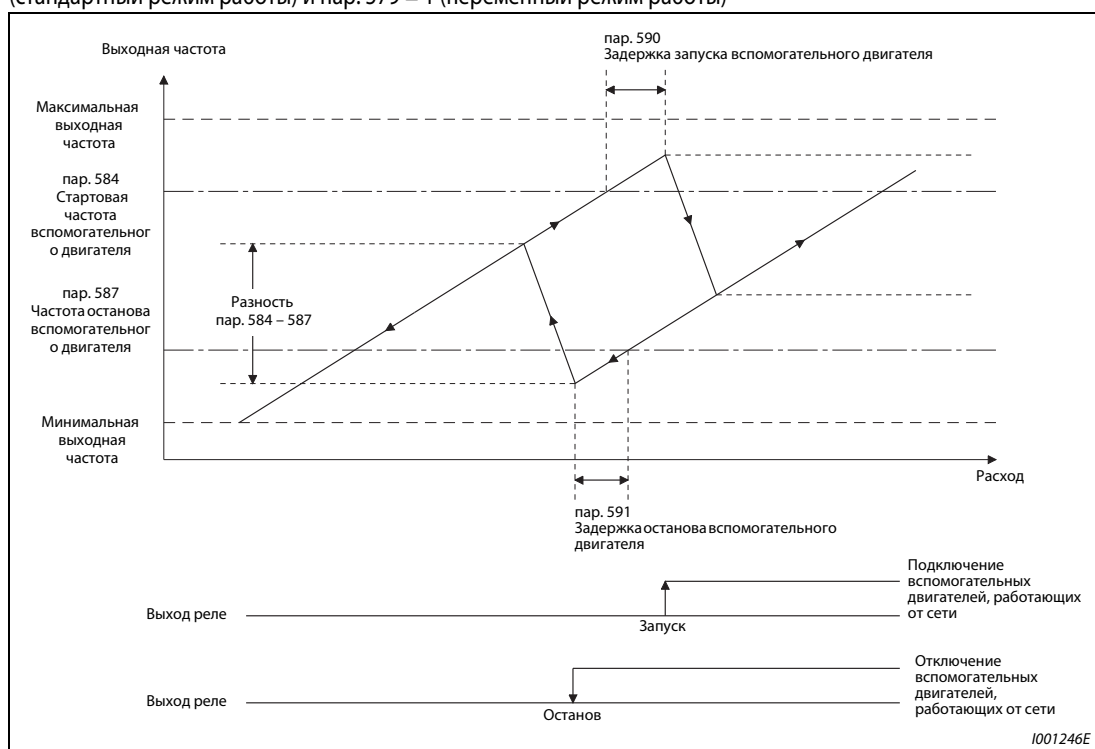 (стандартный режим работы) и пар. 579 = 1 (переменный режим работы)
Выходная частота
пар. 590
Задержка запуска вспомогательного двигателя
Максимальная
выходная
частота
пар. 584
Стартовая
частота
вспомогательног
о двигателя
пар. 587
Частота останова
вспомогательног
о двигателя
Разность
пар. 584 – 587
Минимальная
выходная
частота
Расход
пар. 591
Задержка останова вспомогательного
двигателя
Подключение
вспомогательных
двигателей, работающих
от сети
Выход реле
Запуск
Отключение
вспомогательных
двигателей,
работающих от сети
Выход реле
Останов
I001246E